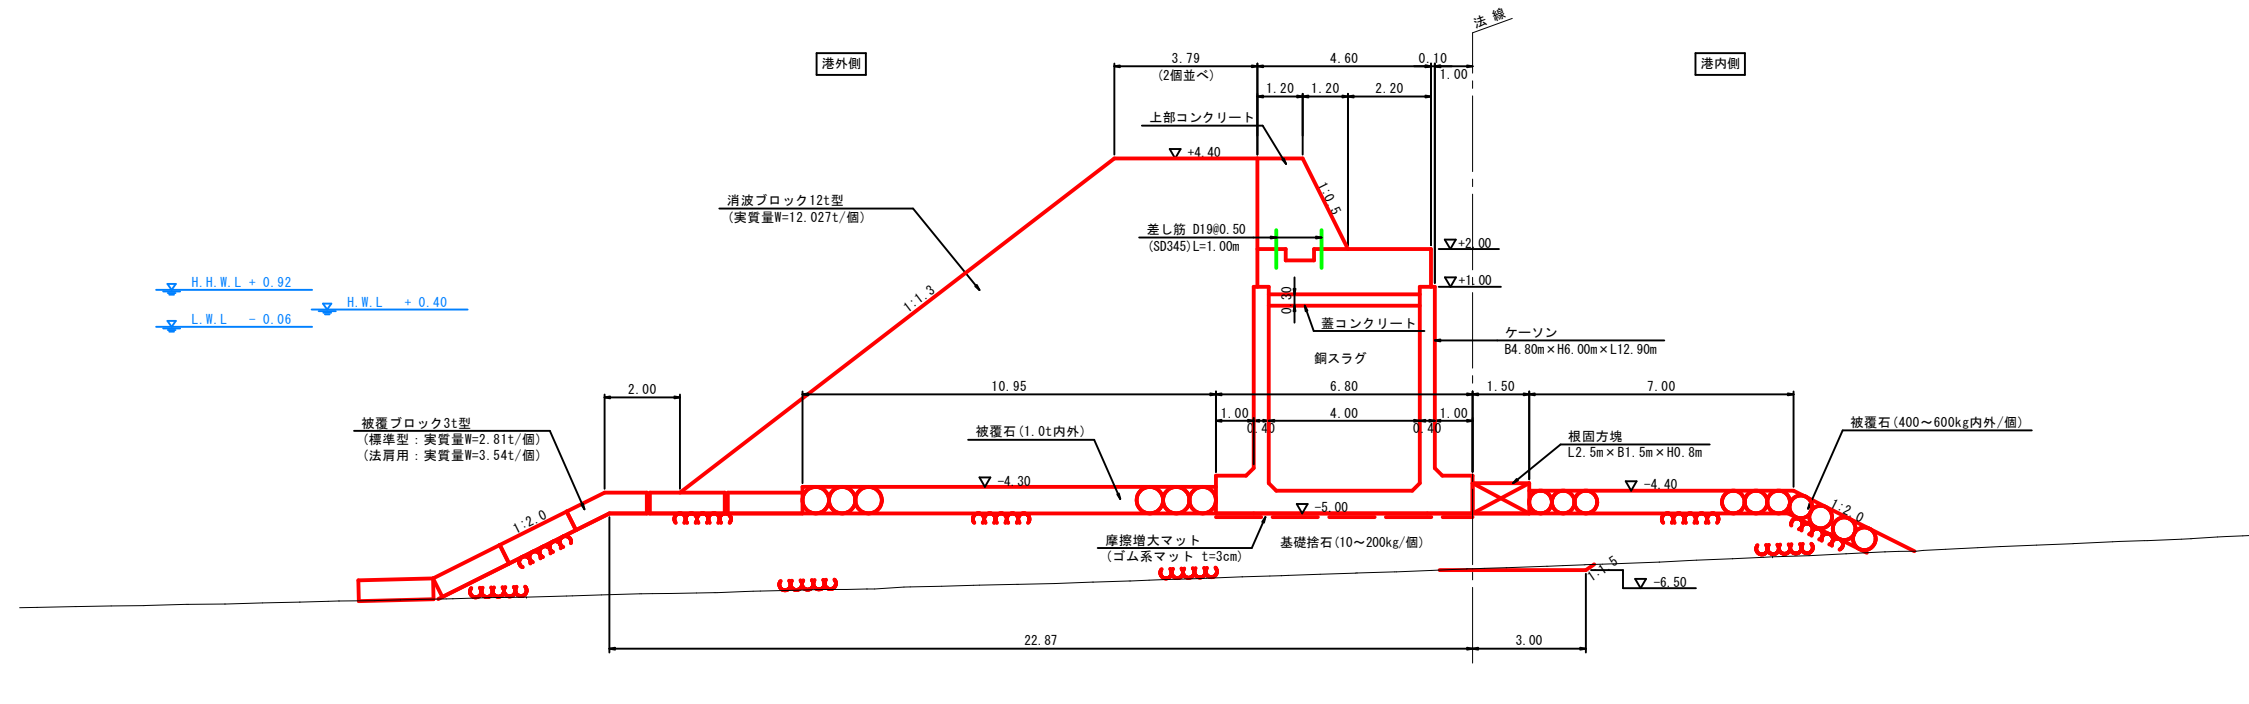 法 線
港外側
港内側
3.79
(2個並べ)
4.60
0.10
1.00
1.20
1.20
2.20
上部コンクリート
+4.40
消波ブロック12t型
(実質量W=12.027t/個)
1:0.5
差し筋 D19@0.50
(SD345)L=1.00m
+2.00
+1.00
H.H.W.L + 0.92
H.W.L + 0.40
L.W.L - 0.06
1:1.3
0.30
蓋コンクリート
ケーソン
B4.80m×H6.00m×L12.90m
銅スラグ
2.00
10.95
6.80
1.50
7.00
1.00
0.40
4.00
0.40
1.00
被覆ブロック3t型
(標準型：実質量W=2.81t/個)
(法肩用：実質量W=3.54t/個)
被覆石(1.0t内外)
根固方塊
L2.5m×B1.5m×H0.8m
被覆石(400～600kg内外/個)
-4.30
-4.40
-5.00
1:2.0
1:2.0
摩擦増大マット
(ゴム系マット t=3cm)
基礎捨石(10～200kg/個)
1:1.5
-6.50
22.87
3.00